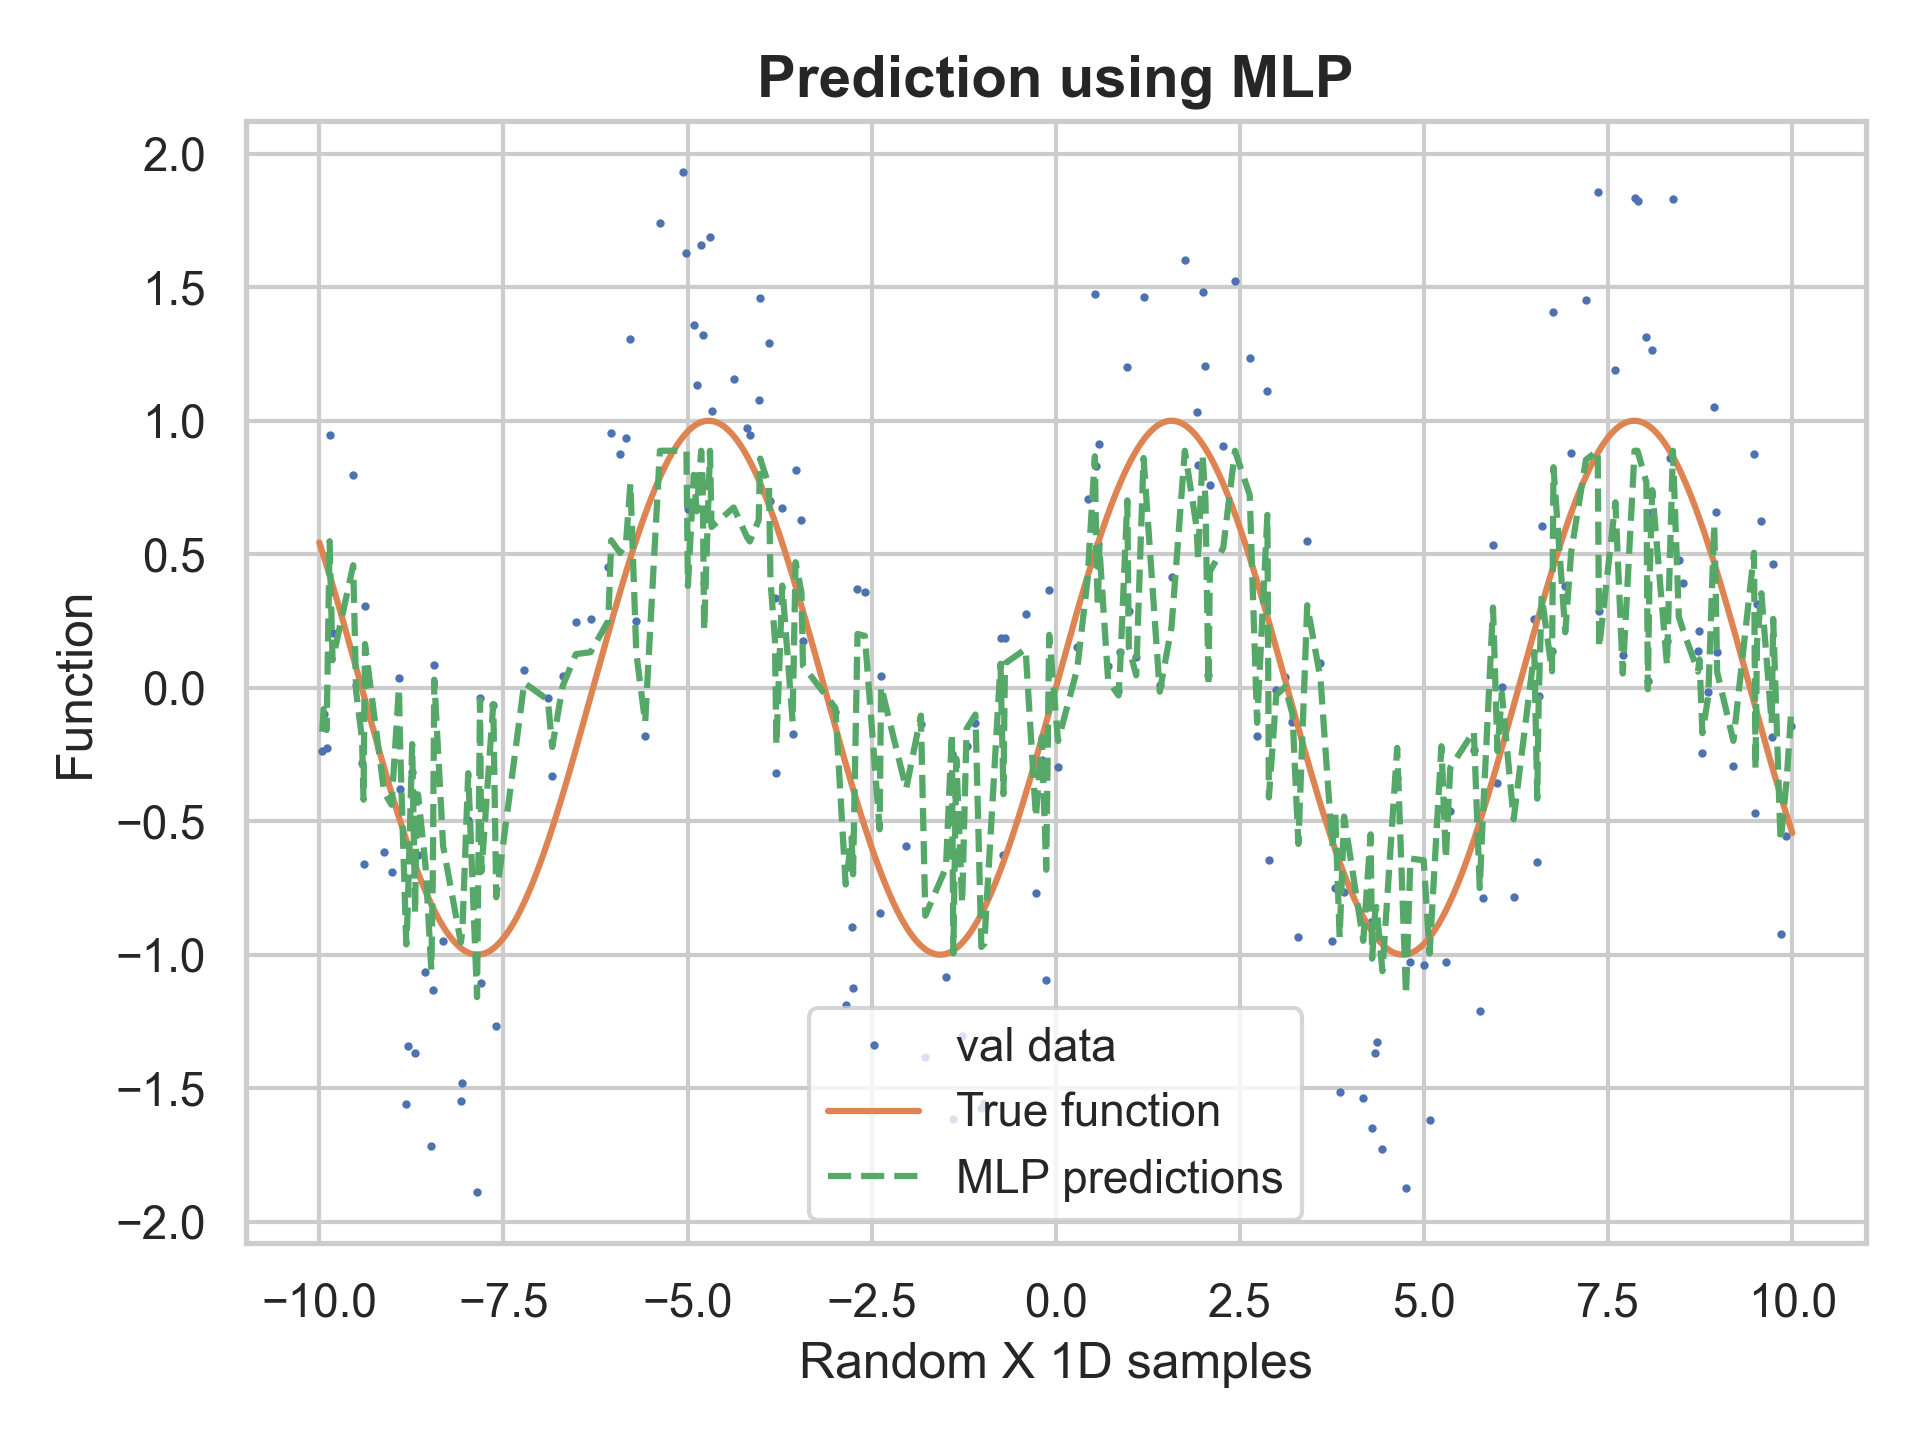 Prediction using MLP
2.0
1.5
1.0
0.5
0.0
−0.5
−1.0
−1.5
−2.0
Function
val data
True function
MLP predictions
−10.0 −7.5 −5.0 −2.5 0.0 2.5 5.0 7.5 10.0
Random X 1D samples